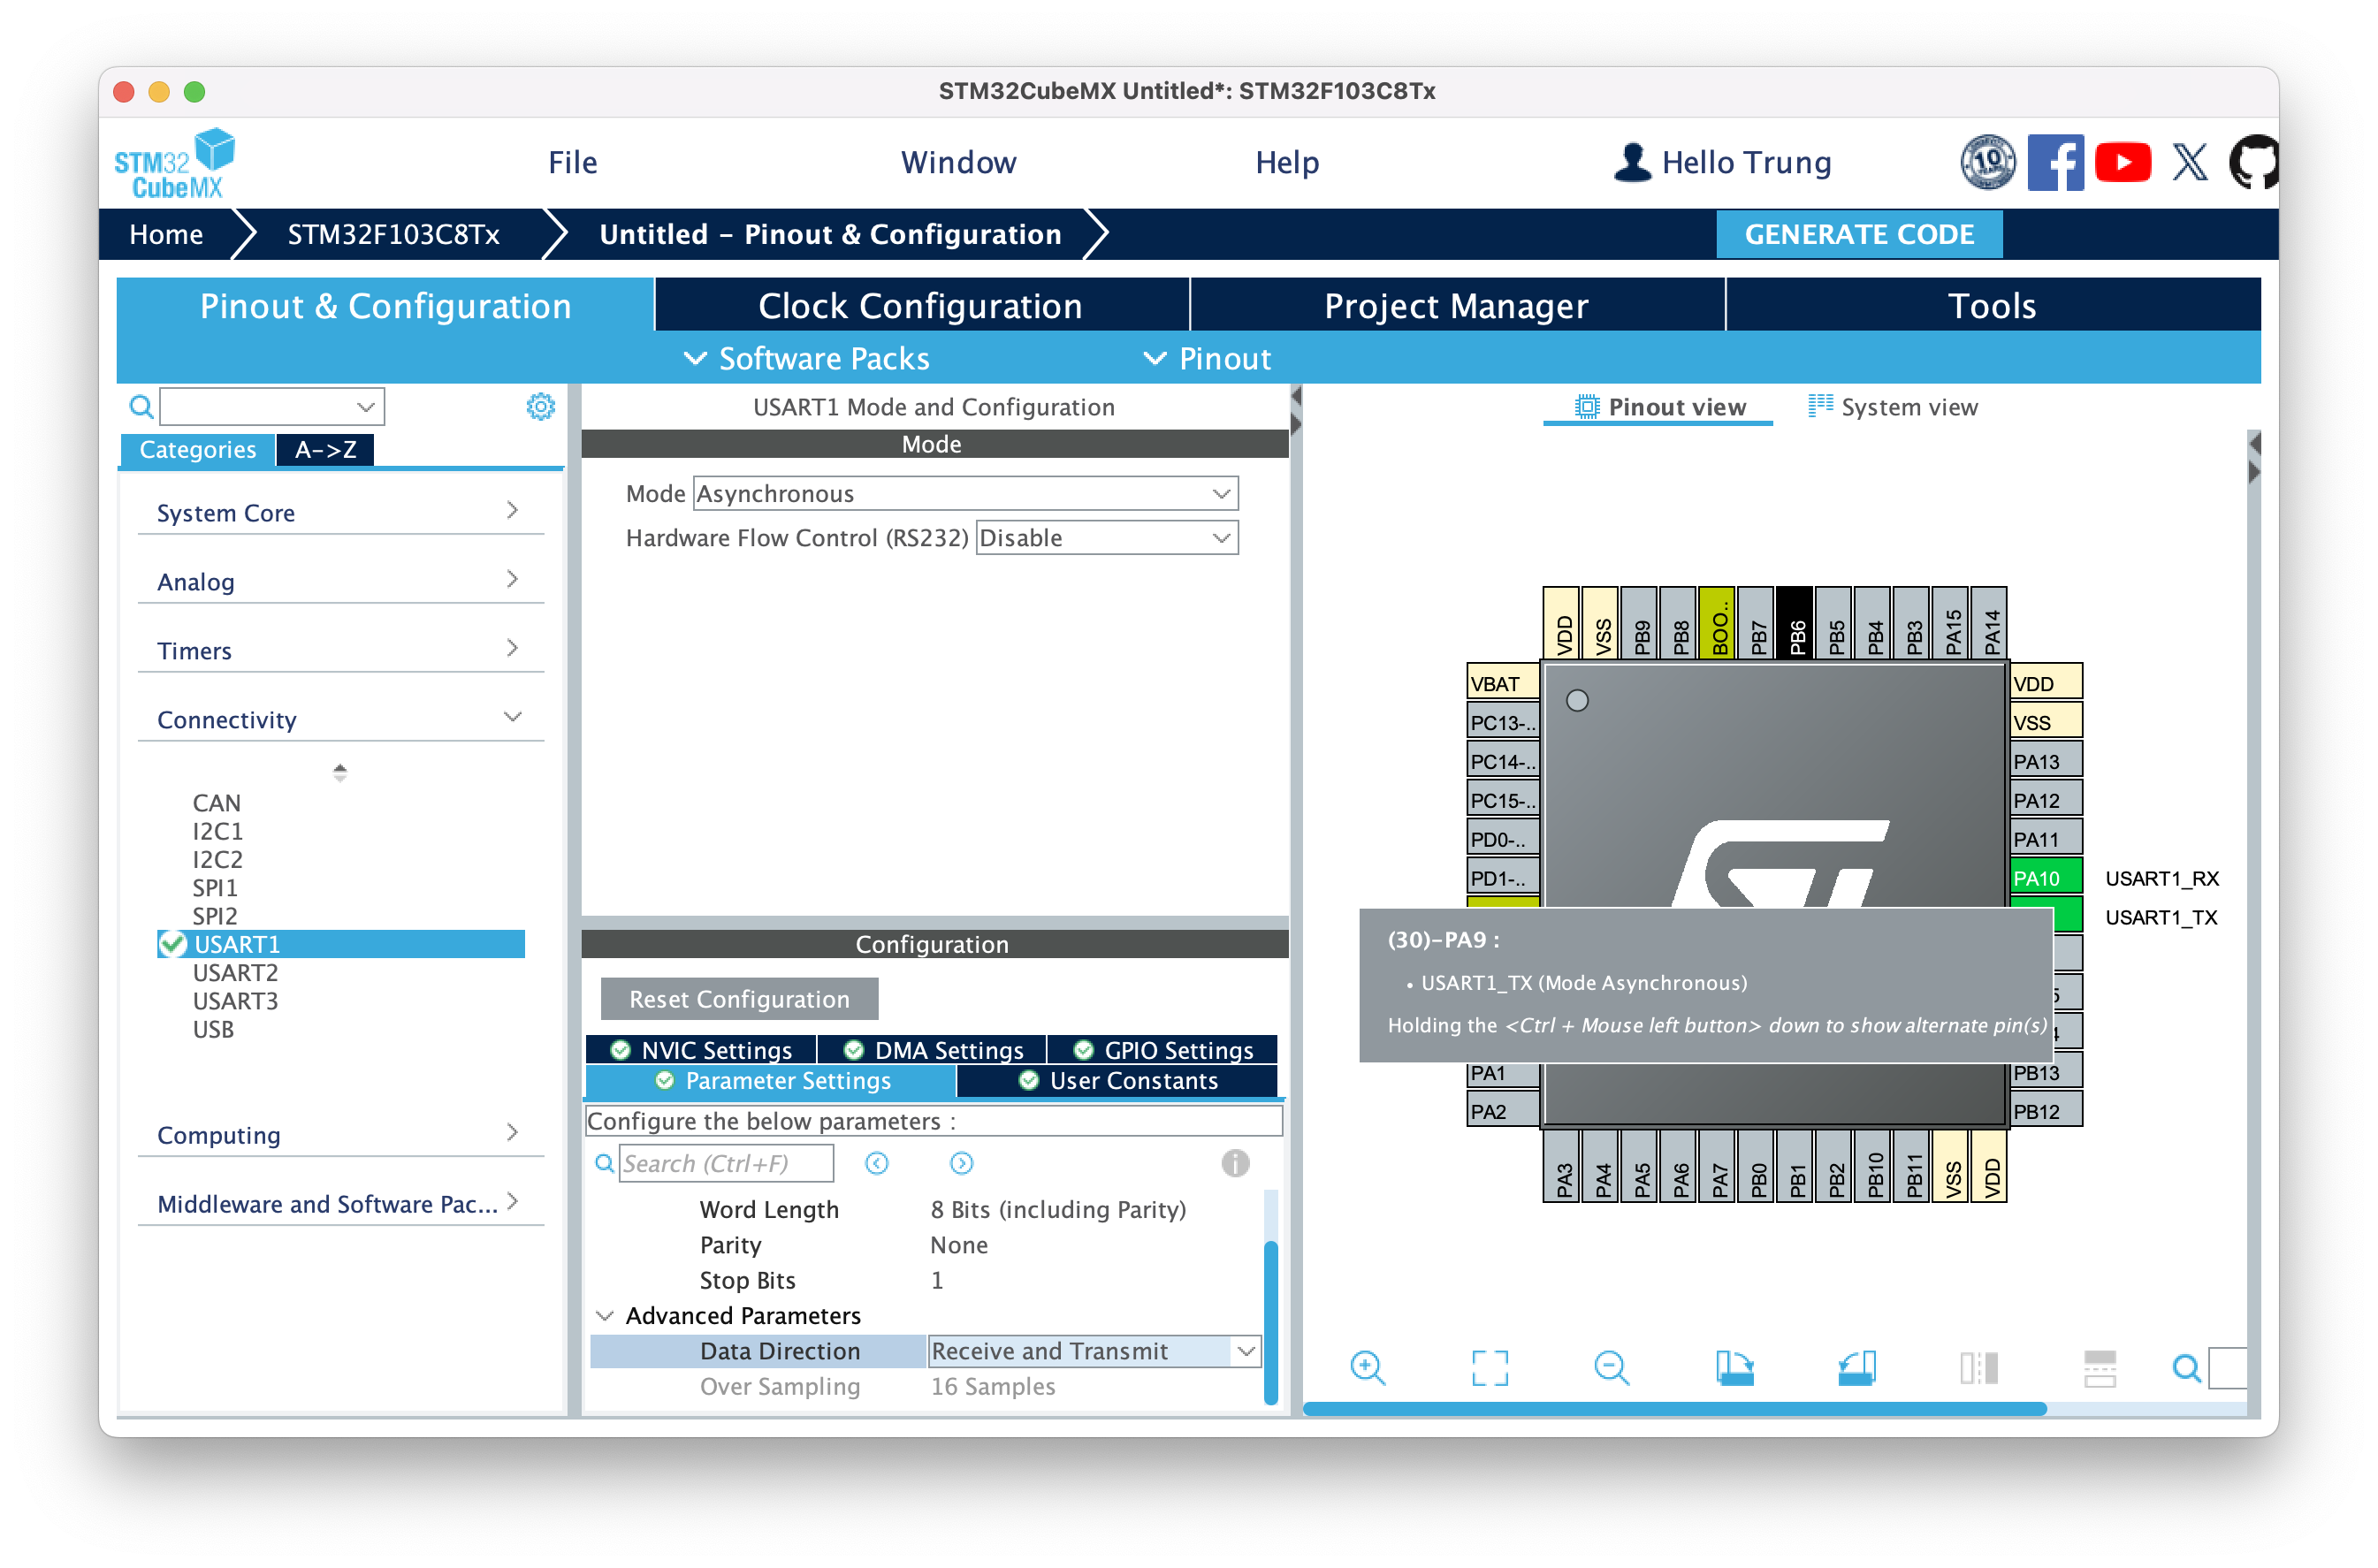 STM32CubeMX Untitled*: STM32F103C8Tx
STM32
CubeMX
File
Window
Help
Hello Trung
10
Home
STM32F103C8Tx
Untitled – Pinout & Configuration
GENERATE CODE
Pinout & Configuration
Clock Configuration
Project Manager
Tools
Software Packs
Pinout
Categories
A->Z
System Core
Analog
Timers
Connectivity
CAN
I2C1
I2C2
SPI1
SPI2
USART1
USART2
USART3
USB
Computing
Middleware and Software Pac...
USART1 Mode and Configuration
Mode
Mode Asynchronous
Hardware Flow Control (RS232) Disable
Configuration
Reset Configuration
NVIC Settings
DMA Settings
GPIO Settings
Parameter Settings
User Constants
Configure the below parameters :
Search (Ctrl+F)
Word Length 8 Bits (including Parity)
Parity None
Stop Bits 1
Advanced Parameters
Data Direction Receive and Transmit
Over Sampling 16 Samples
Pinout view
System view
VDD
VSS
PB9
PB8
BOO..
PB7
PB6
PB5
PB4
PB3
PA15
PA14
VBAT
PC13-..
PC14-..
PC15-..
PD0-..
PD1-..
PA1
PA2
VDD
VSS
PA13
PA12
PA11
PA10 USART1_RX
USART1_TX
(30)-PA9 :
• USART1_TX (Mode Asynchronous)
Holding the <Ctrl + Mouse left button> down to show alternate pin(s)
5
4
PB13
PB12
PA3
PA4
PA5
PA6
PA7
PB0
PB1
PB2
PB10
PB11
VSS
VDD